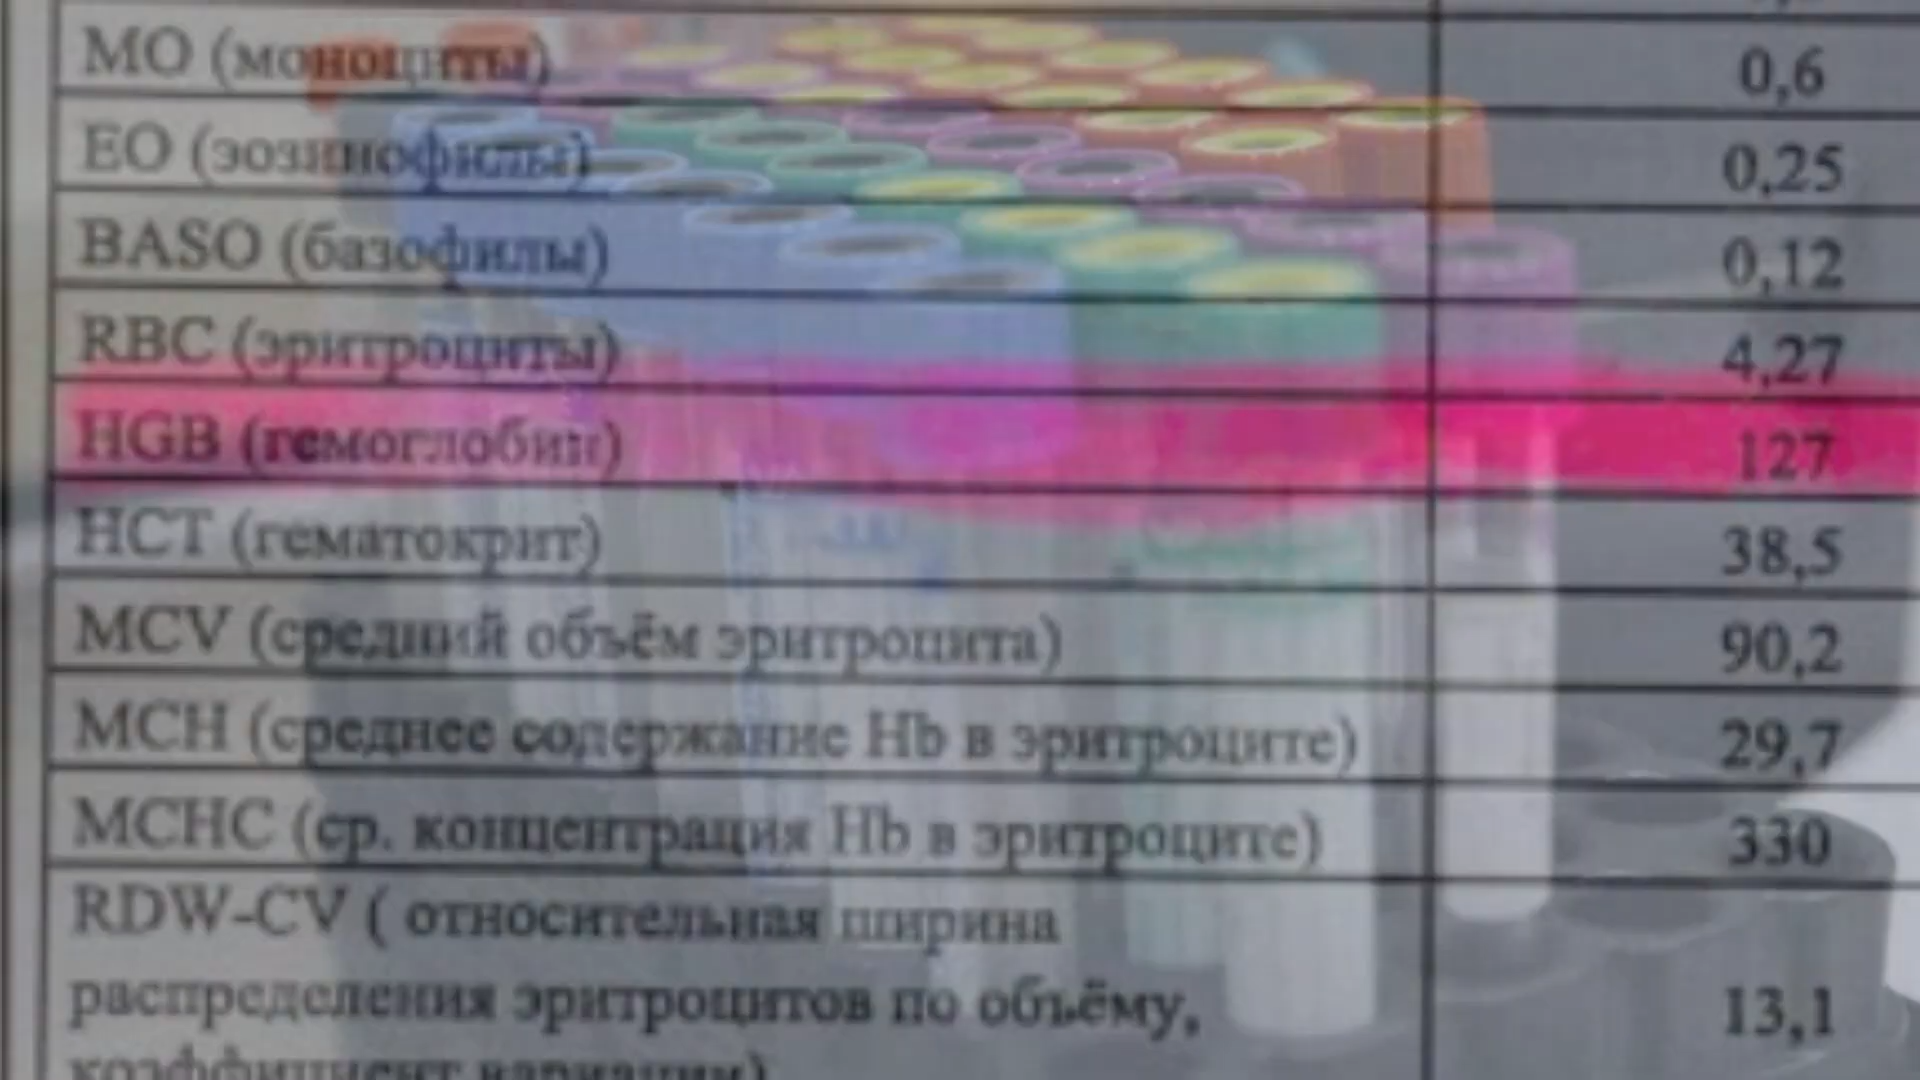 MO (моноциты) 0,6
EO (эозинофилы) 0,25
BASO (базофилы) 0,12
RBC (эритроциты) 4,27
HGB (гемоглобин) 127
HCT (гематокрит) 38,5
MCV (средний объём эритроцита) 90,2
MCH (среднее содержание Hb в эритроците) 29,7
MCHC (ср. концентрация Hb в эритроците) 330
RDW-CV ( относительная ширина
распределения эритроцитов по объёму, 13,1
коэффициент вариации)